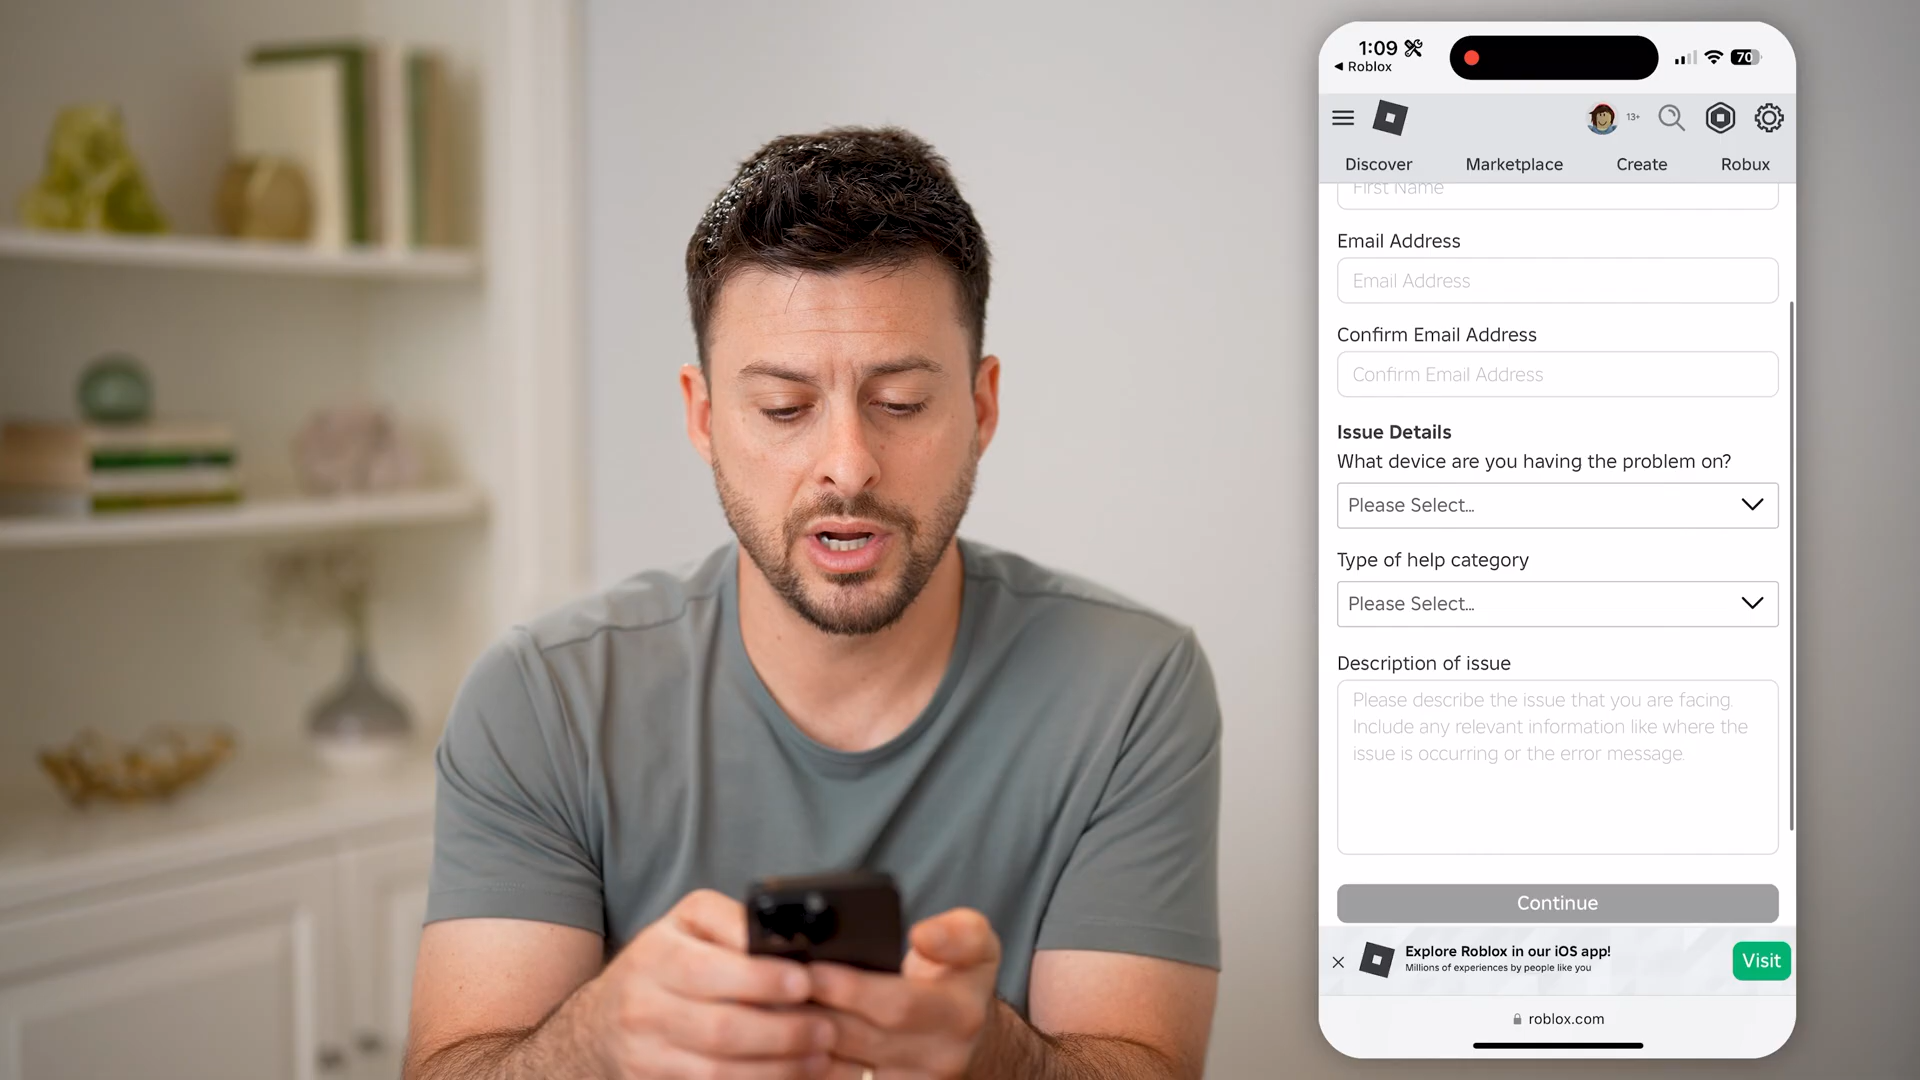 1:09
70
◀ Roblox
13+
Discover Marketplace Create Robux
First Name
Email Address
Email Address
Confirm Email Address
Confirm Email Address
Issue Details
What device are you having the problem on?
Please Select...
Type of help category
Please Select...
Description of issue
Please describe the issue that you are facing.
Include any relevant information like where the
issue is occurring or the error message.
Continue
Explore Roblox in our iOS app!
Millions of experiences by people like you
Visit
roblox.com